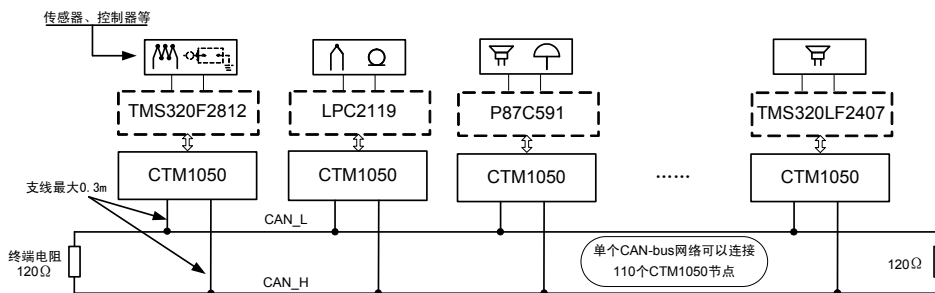 传感器、控制器等
TMS320F2812
LPC2119
P87C591
TMS320LF2407
CTM1050
CTM1050
CTM1050
……
CTM1050
支线最大0.3m
CAN_L
终端电阻
120Ω
单个CAN-bus网络可以连接
110个CTM1050节点
120Ω
CAN_H